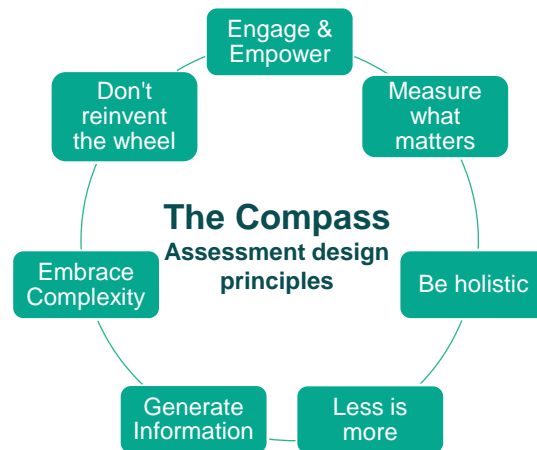 Engage &
Empower
Measure
what
matters
Be holistic
Less is
more
Generate
Information
Embrace
Complexity
Don't
reinvent
the wheel
The Compass
Assessment design
principles